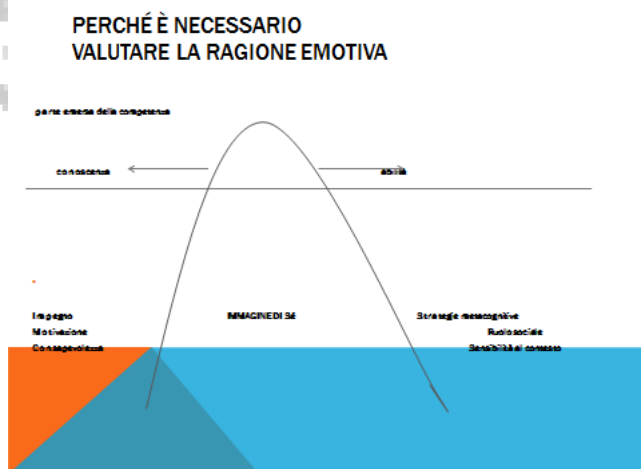 PERCHÉ È NECESSARIO
VALUTARE LA RAGIONE EMOTIVA
parte emersa della competenza
conoscenze
abilità
Impegno
IMMAGINE DI Sé
Strategie metacognitive
Motivazione
Ruolo sociale
Consapevolezza
Sensibilità al contesto